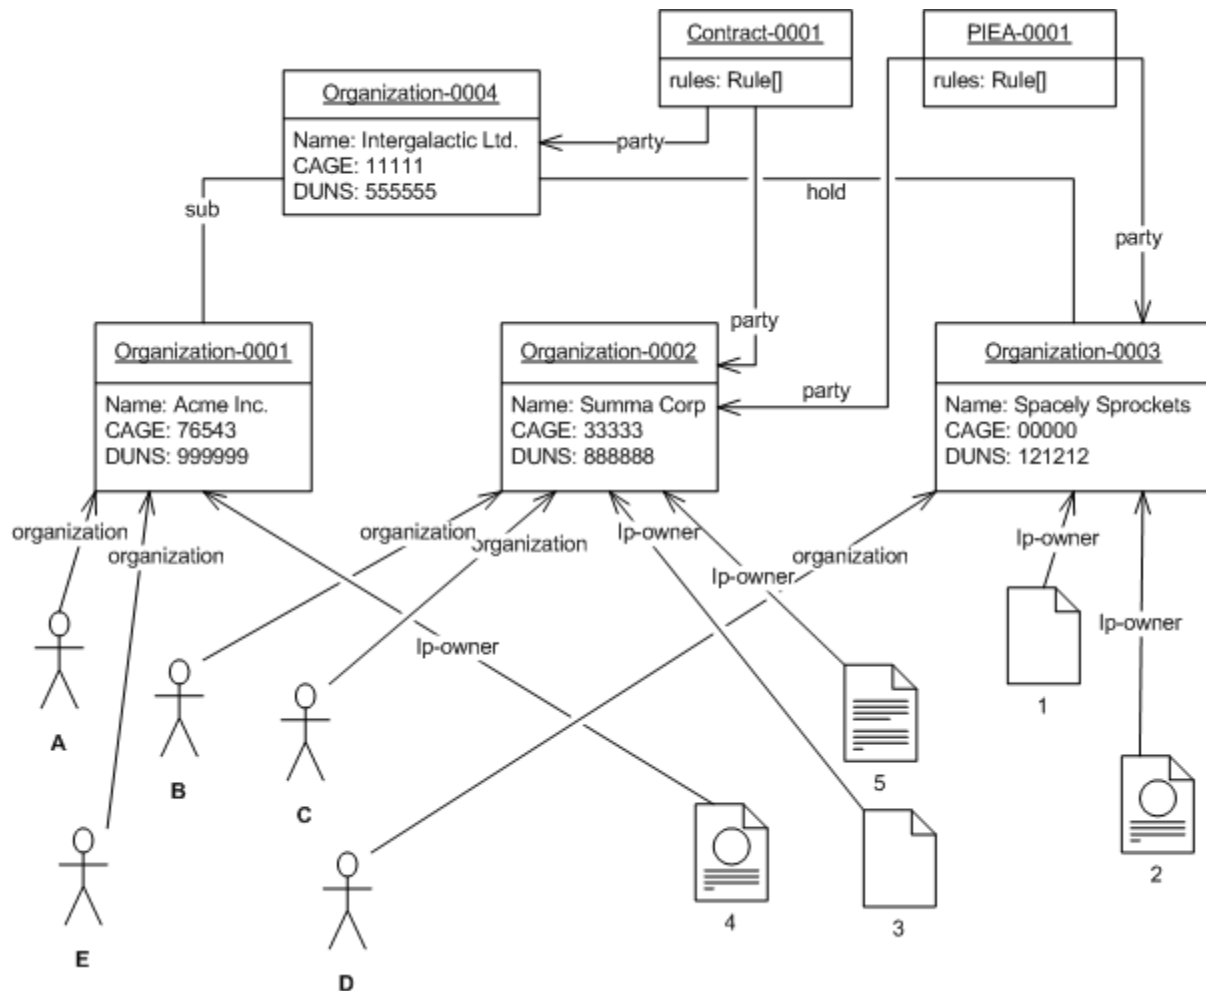 Contract-0001
rules: Rule[]
PIEA-0001
rules: Rule[]
Organization-0004
Name: Intergalactic Ltd.
CAGE: 11111
DUNS: 555555
party
sub
hold
party
party
party
Organization-0001
Name: Acme Inc.
CAGE: 76543
DUNS: 999999
Organization-0002
Name: Summa Corp
CAGE: 33333
DUNS: 888888
Organization-0003
Name: Spacely Sprockets
CAGE: 00000
DUNS: 121212
organization
organization
organization
organization
Ip-owner
Ip-owner
organization
Ip-owner
Ip-owner
Ip-owner
A
B
C
D
E
1
2
3
4
5